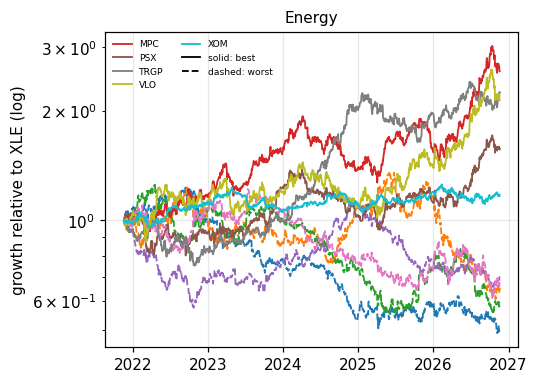 Energy
growth relative to XLE (log)
3 × 10⁰
2 × 10⁰
10⁰
6 × 10⁻¹
MPC
PSX
TRGP
VLO
XOM
solid: best
dashed: worst
2022 2023 2024 2025 2026 2027